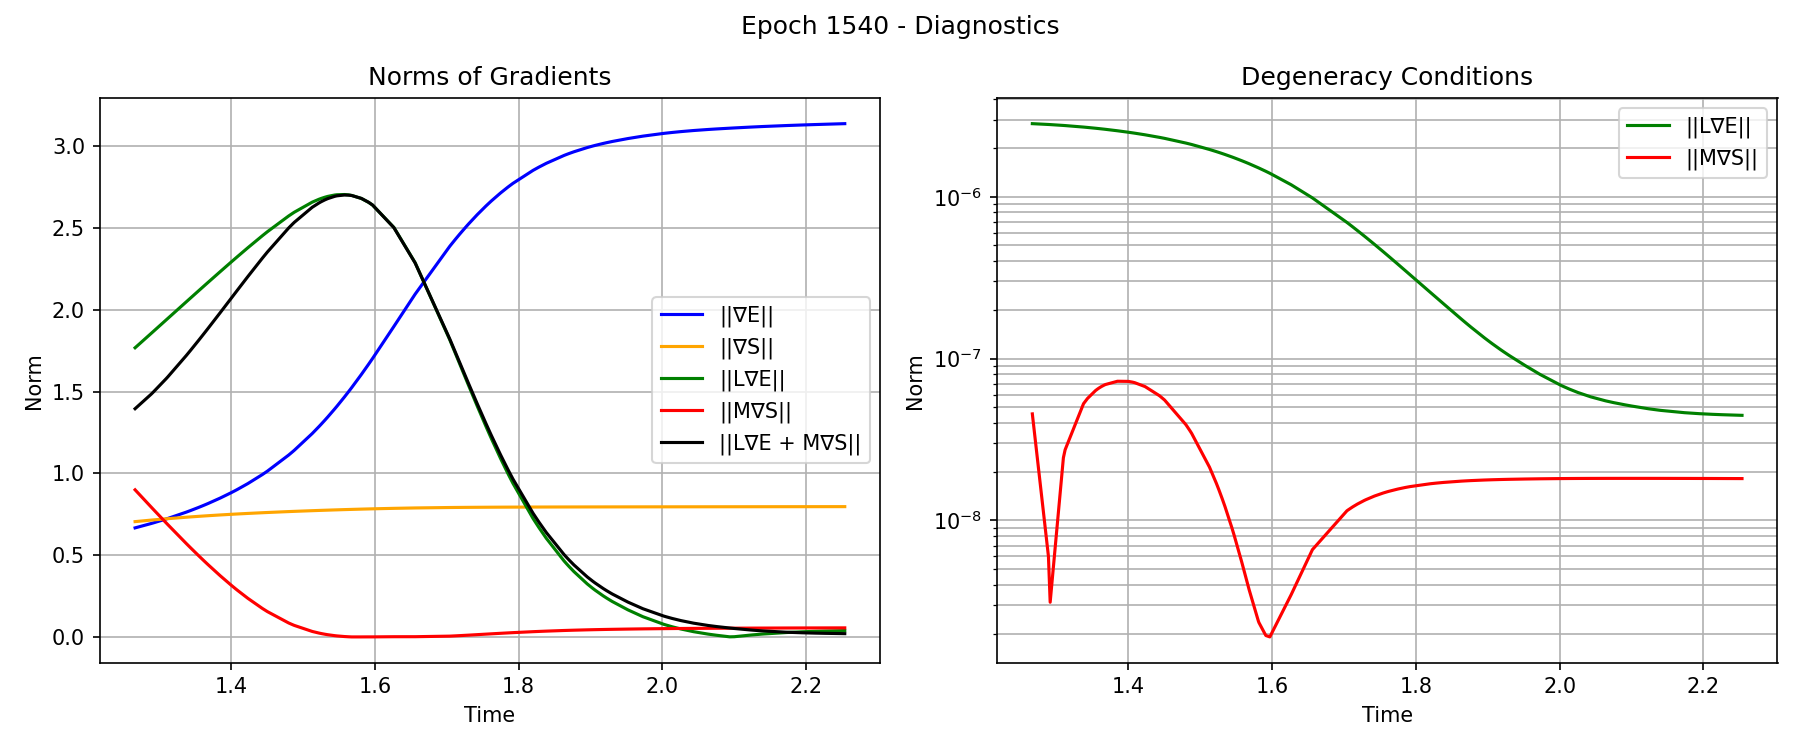 Epoch 1540 - Diagnostics
Norms of Gradients
Norm
3.0
2.5
2.0
1.5
1.0
0.5
0.0
1.4 1.6 1.8 2.0 2.2
Time
||∇E||
||∇S||
||L∇E||
||M∇S||
||L∇E + M∇S||
Degeneracy Conditions
Norm
10⁻⁶
10⁻⁷
10⁻⁸
1.4 1.6 1.8 2.0 2.2
Time
||L∇E||
||M∇S||